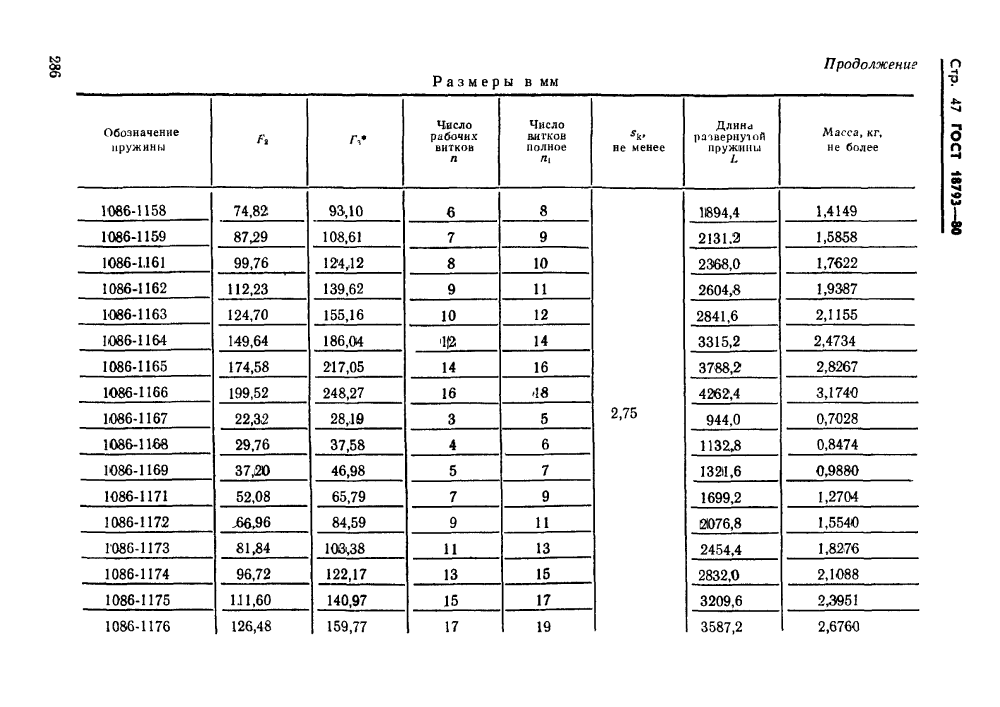 286
Продолжение
Размеры в мм
Стр. 47 ГОСТ 18793—80
Обозначение пружины | F₂ | F₃* | Число рабочих витков n | Число витков полное n₁ | sₖ, не менее | Длина развернутой пружины L | Масса, кг, не более
1086-1158 | 74,82 | 93,10 | 6 | 8 | 1894,4 | 1,4149
1086-1159 | 87,29 | 108,61 | 7 | 9 | 2131,2 | 1,5858
1086-1161 | 99,76 | 124,12 | 8 | 10 | 2368,0 | 1,7622
1086-1162 | 112,23 | 139,62 | 9 | 11 | 2604,8 | 1,9387
1086-1163 | 124,70 | 155,16 | 10 | 12 | 2841,6 | 2,1155
1086-1164 | 149,64 | 186,04 | 12 | 14 | 3315,2 | 2,4734
1086-1165 | 174,58 | 217,05 | 14 | 16 | 3788,2 | 2,8267
1086-1166 | 199,52 | 248,27 | 16 | 18 | 4262,4 | 3,1740
2,75
1086-1167 | 22,32 | 28,19 | 3 | 5 | 944,0 | 0,7028
1086-1168 | 29,76 | 37,58 | 4 | 6 | 1132,8 | 0,8474
1086-1169 | 37,20 | 46,98 | 5 | 7 | 1321,6 | 0,9880
1086-1171 | 52,08 | 65,79 | 7 | 9 | 1699,2 | 1,2704
1086-1172 | 66,96 | 84,59 | 9 | 11 | 2076,8 | 1,5540
1086-1173 | 81,84 | 103,38 | 11 | 13 | 2454,4 | 1,8276
1086-1174 | 96,72 | 122,17 | 13 | 15 | 2832,0 | 2,1088
1086-1175 | 111,60 | 140,97 | 15 | 17 | 3209,6 | 2,3951
1086-1176 | 126,48 | 159,77 | 17 | 19 | 3587,2 | 2,6760